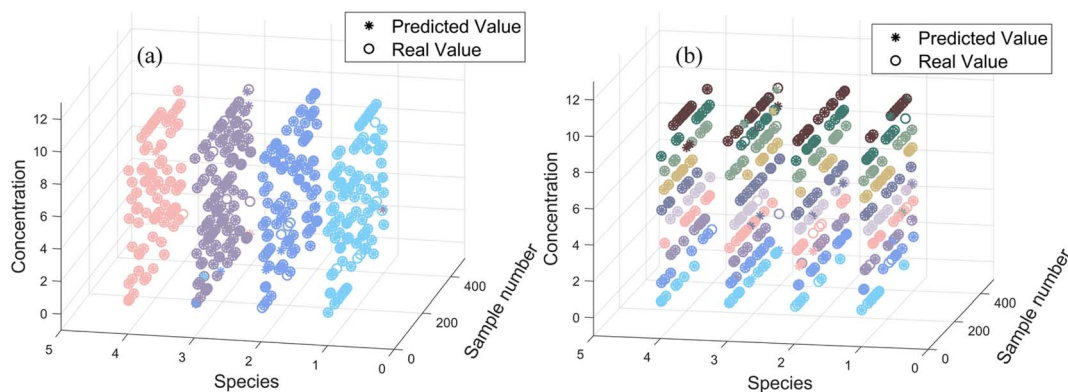 (a)
* Predicted Value
○ Real Value
Concentration
12
10
8
6
4
2
0
5
4
3
2
1
0
Species
0
200
400
Sample number
(b)
* Predicted Value
○ Real Value
Concentration
12
10
8
6
4
2
0
5
4
3
2
1
0
Species
0
200
400
Sample number